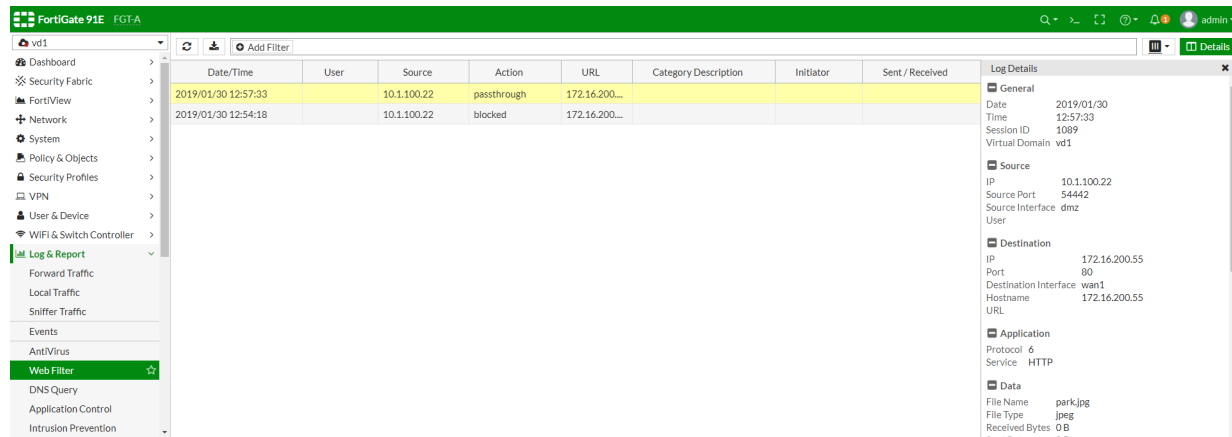 FortiGate 91E FGT-A
admin
vd1
Add Filter
Details
Dashboard
Security Fabric
FortiView
Network
System
Policy & Objects
Security Profiles
VPN
User & Device
WiFi & Switch Controller
Log & Report
Forward Traffic
Local Traffic
Sniffer Traffic
Events
AntiVirus
Web Filter
DNS Query
Application Control
Intrusion Prevention
Date/Time User Source Action URL Category Description Initiator Sent / Received
2019/01/30 12:57:33 10.1.100.22 passthrough 172.16.200....
2019/01/30 12:54:18 10.1.100.22 blocked 172.16.200....
Log Details
General
Date 2019/01/30
Time 12:57:33
Session ID 1089
Virtual Domain vd1
Source
IP 10.1.100.22
Source Port 54442
Source Interface dmz
User
Destination
IP 172.16.200.55
Port 80
Destination Interface wan1
Hostname 172.16.200.55
URL
Application
Protocol 6
Service HTTP
Data
File Name park.jpg
File Type jpeg
Received Bytes 0 B